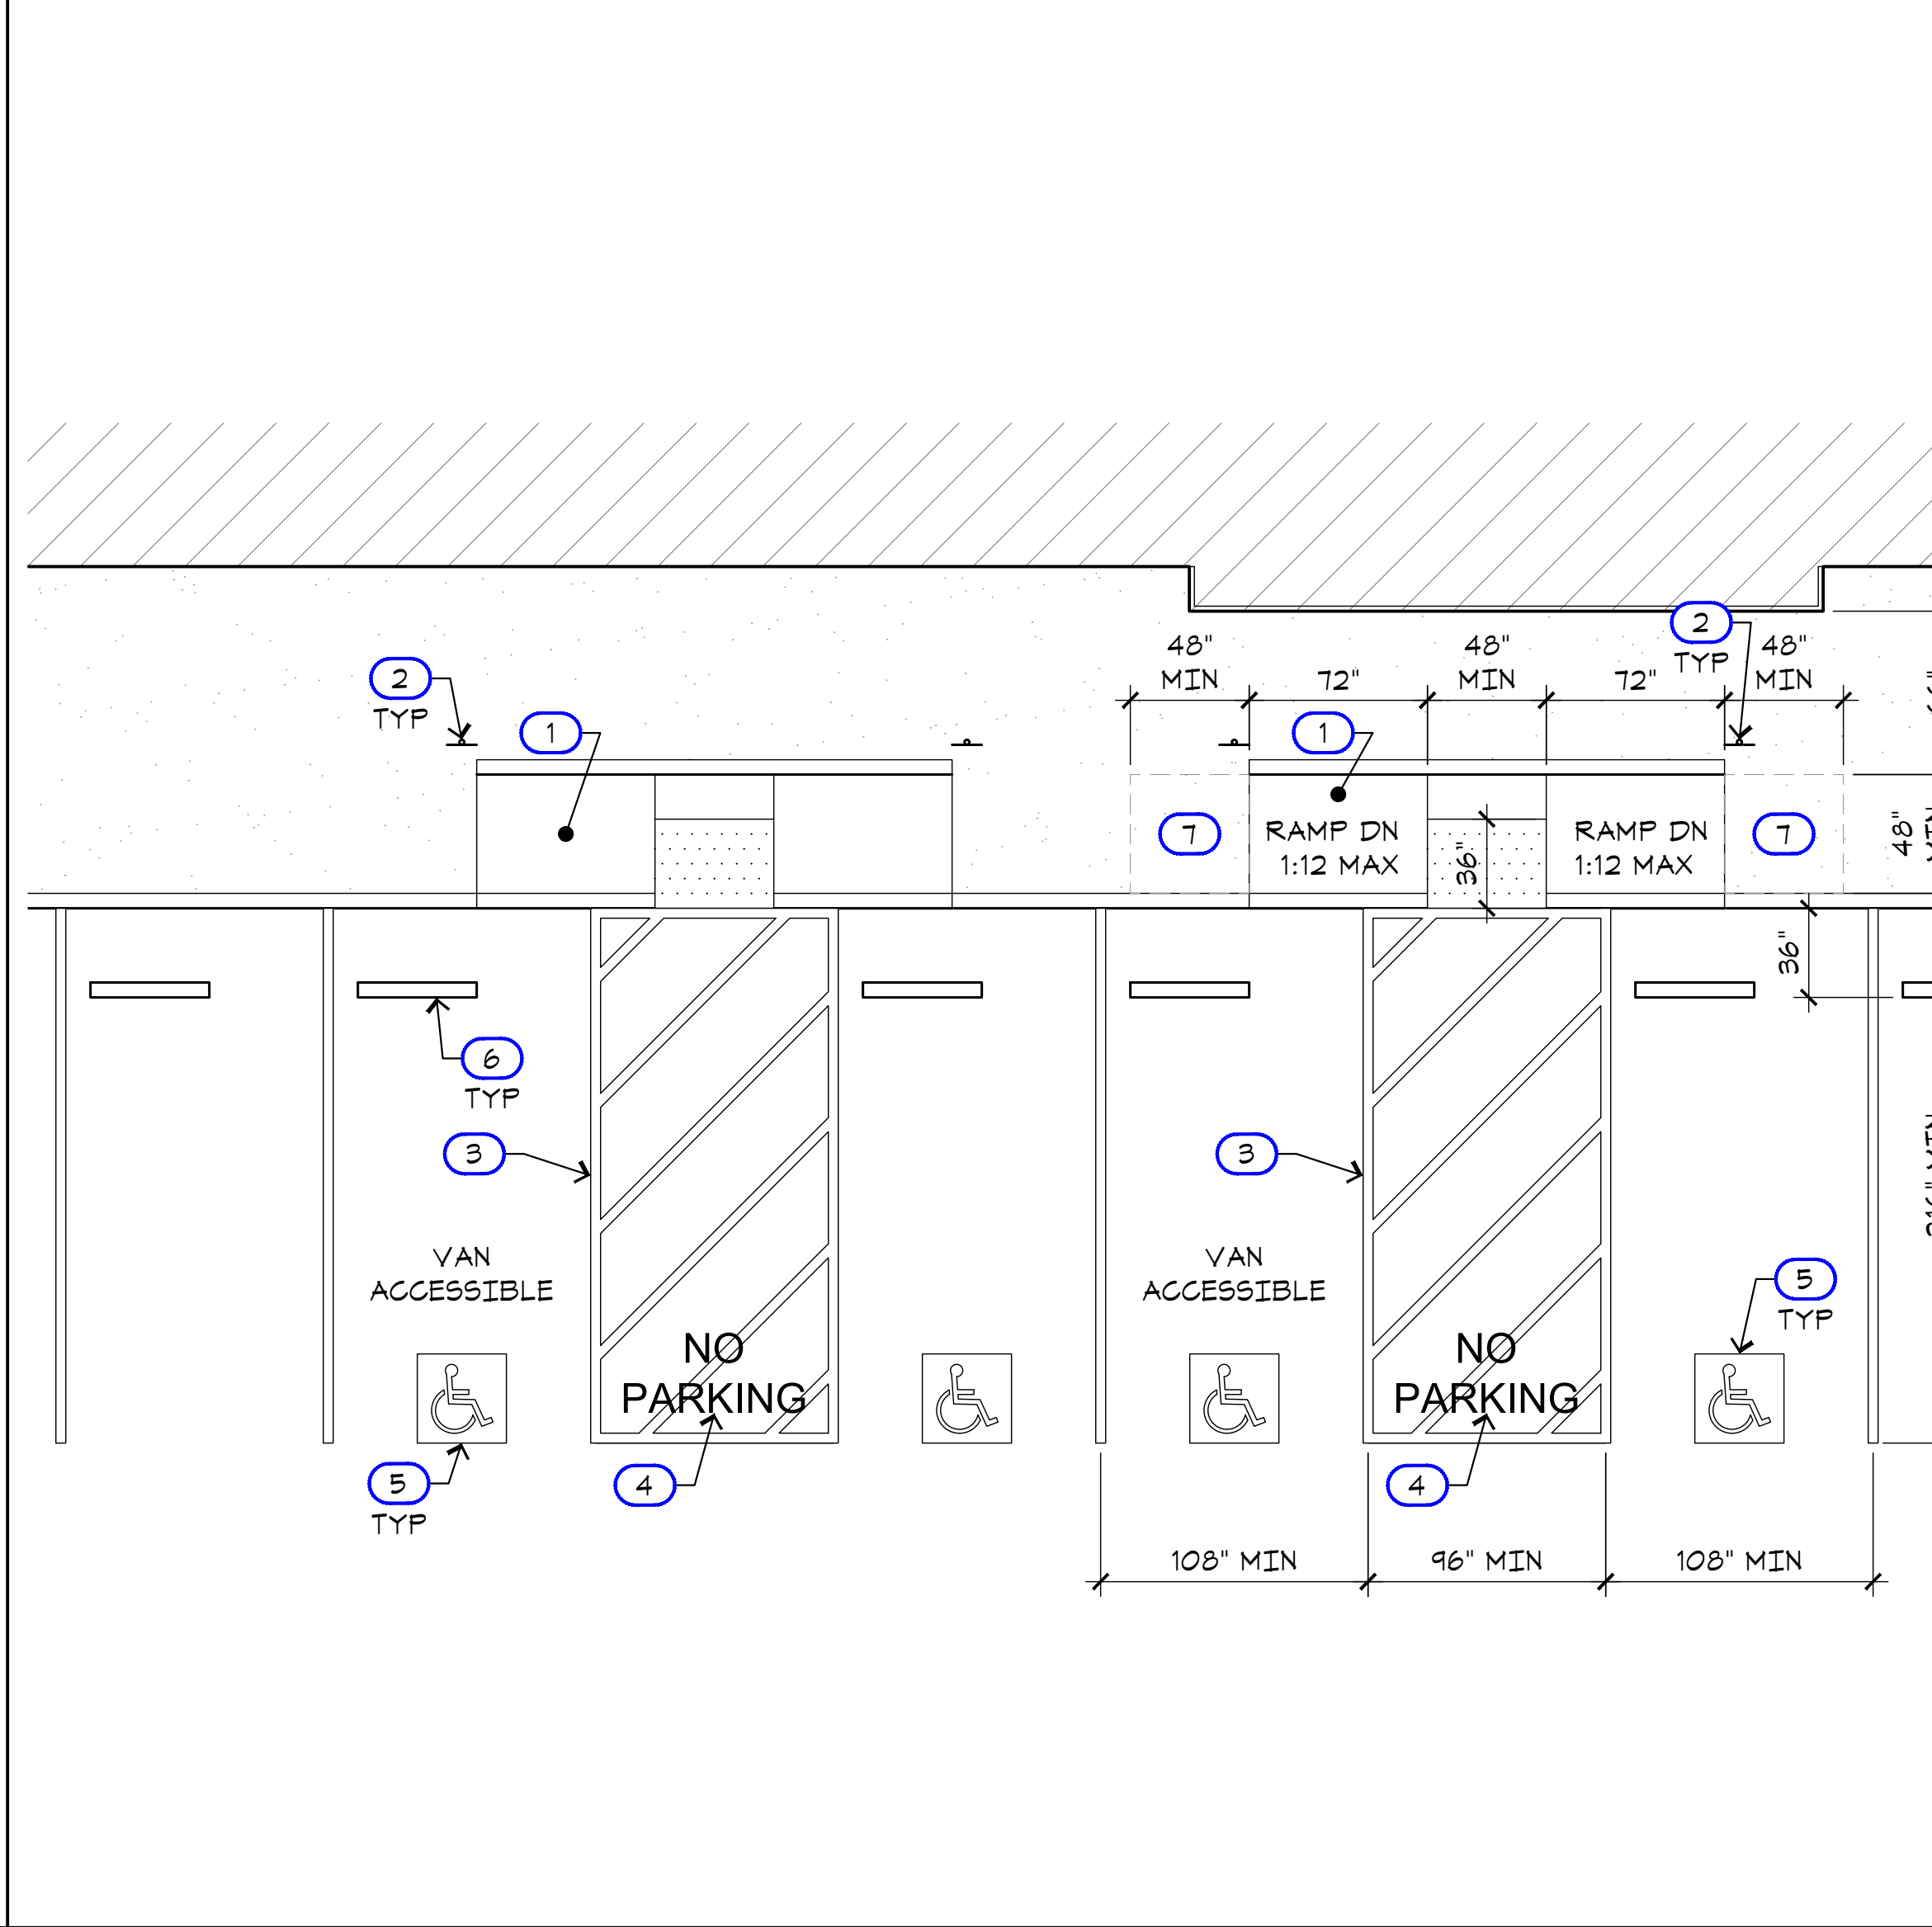 2
TYP
48"
MIN
48"
MIN
48"
MIN
2
TYP
72"
72"
1
1
7
RAMP DN
1:12 MAX
36"
RAMP DN
1:12 MAX
7
48"
36"
6
TYP
3
3
VAN
ACCESSIBLE
VAN
ACCESSIBLE
5
TYP
NO
PARKING
NO
PARKING
5
TYP
4
4
108" MIN
96" MIN
108" MIN